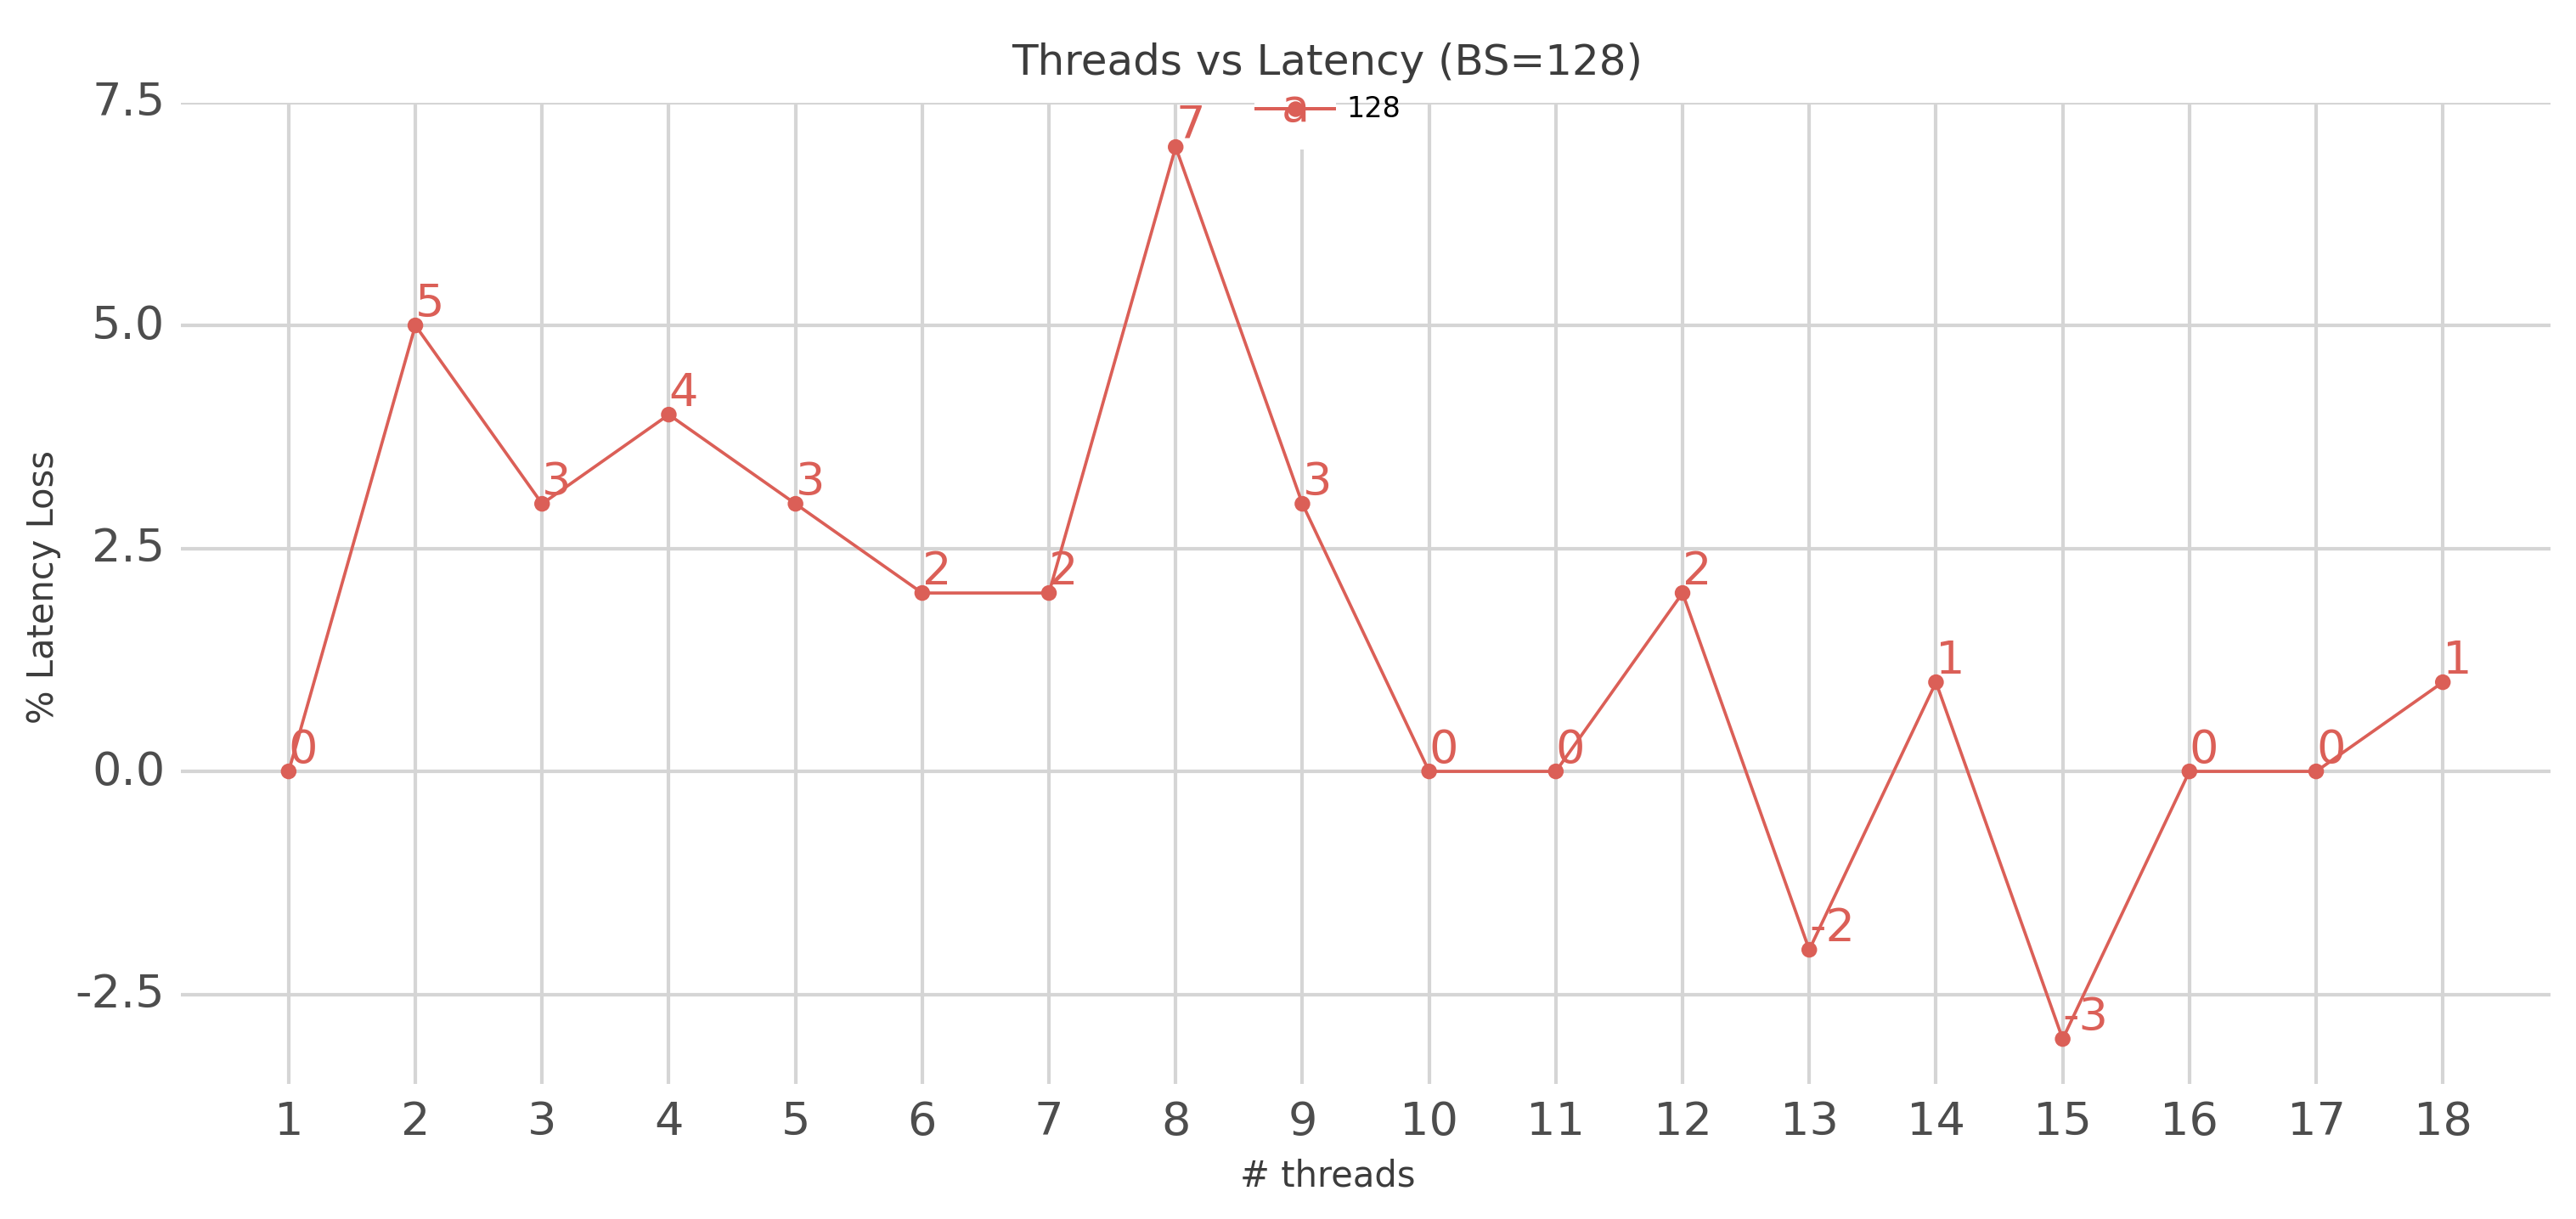 Threads vs Latency (BS=128)
a 128
7.5
5.0
2.5
0.0
-2.5
% Latency Loss
0 5 3 4 3 2 2 7 3 0 0 2 -2 1 -3 0 0 1
1 2 3 4 5 6 7 8 9 10 11 12 13 14 15 16 17 18
# threads